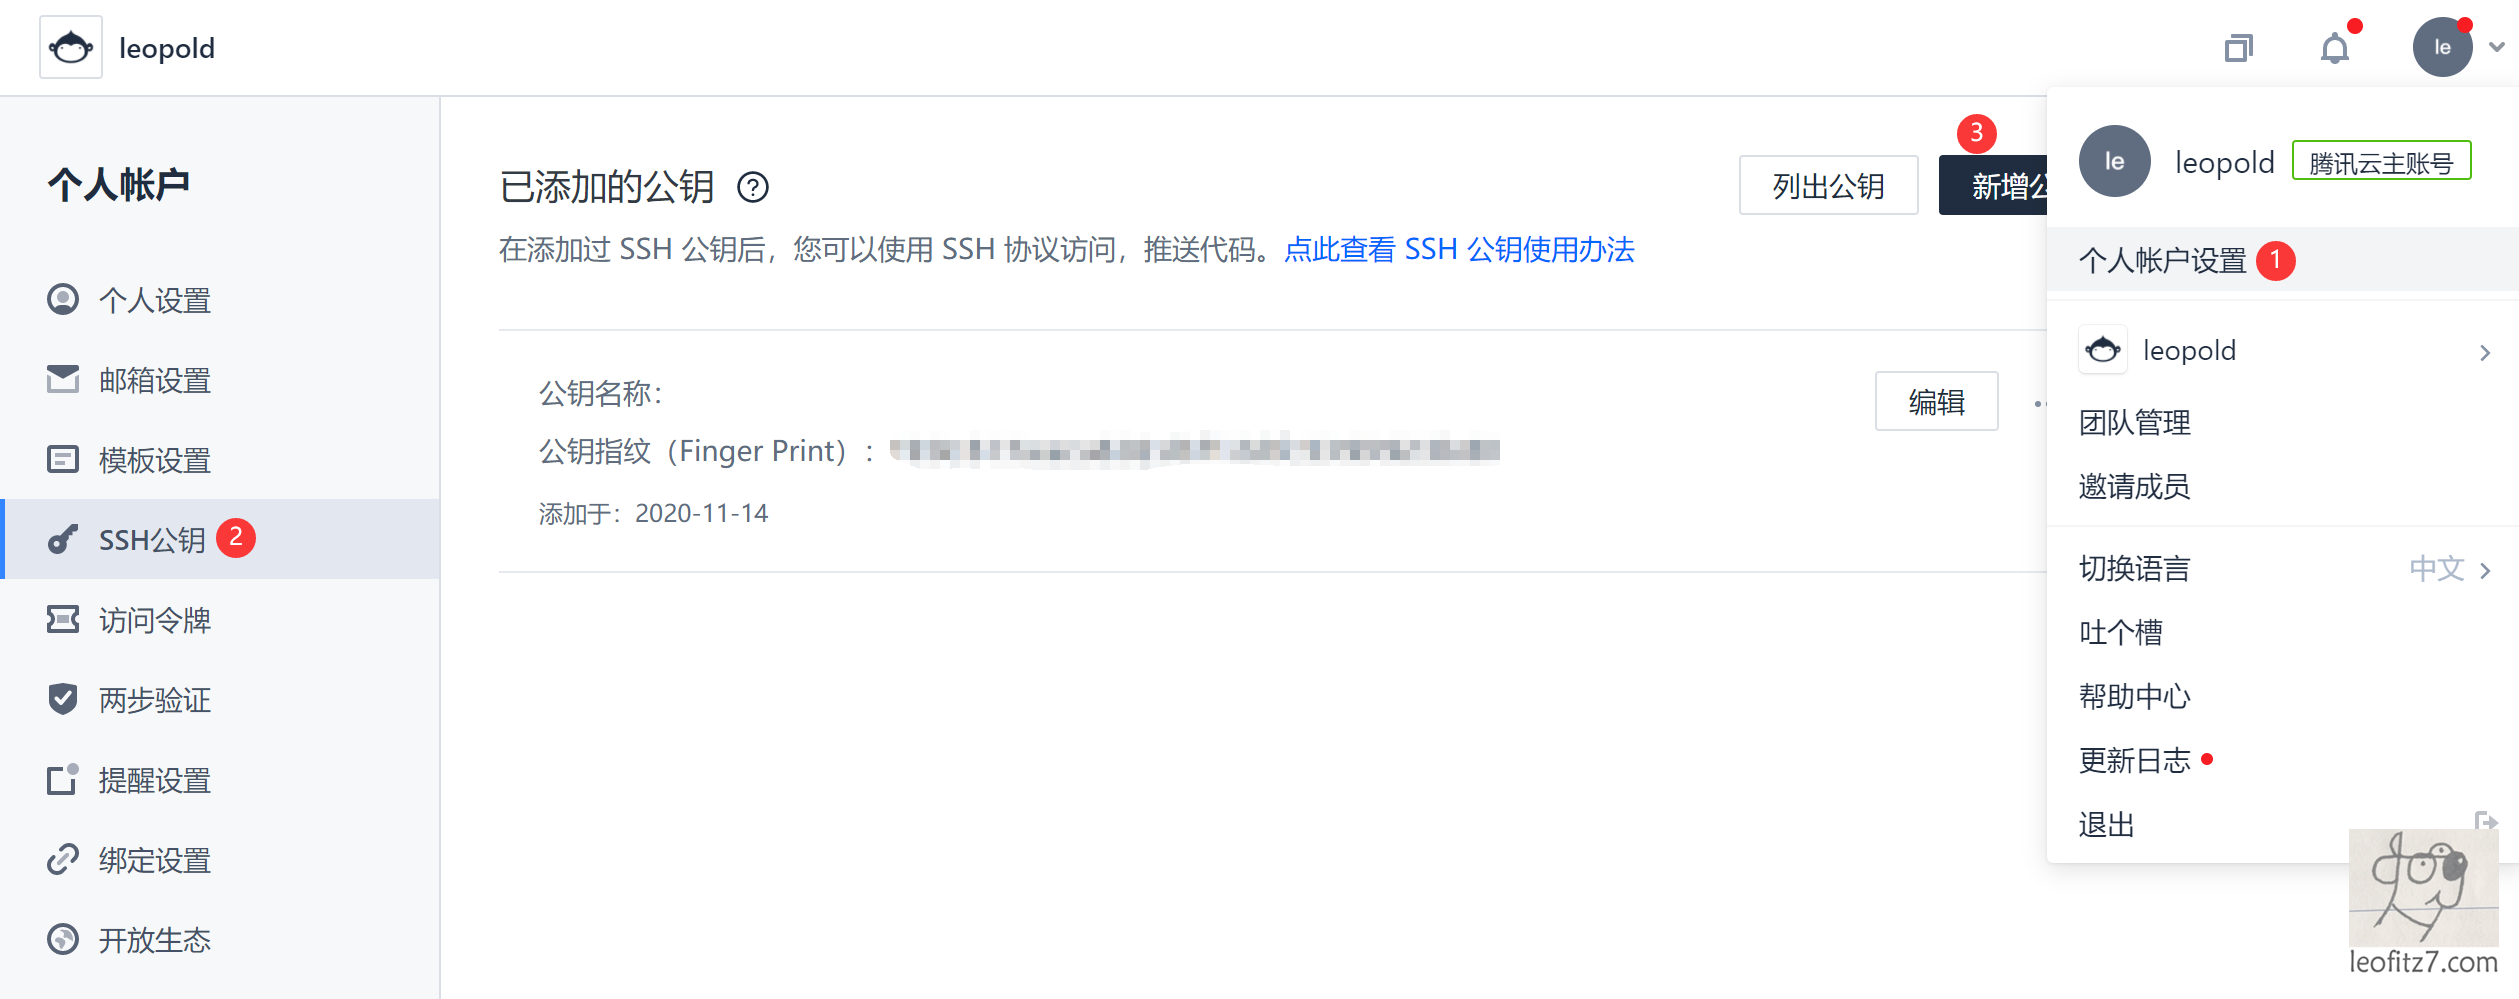 leopold
le
个人帐户
个人设置
邮箱设置
模板设置
SSH公钥 2
访问令牌
两步验证
提醒设置
绑定设置
开放生态
已添加的公钥 ?
3
列出公钥
新增公
在添加过 SSH 公钥后，您可以使用 SSH 协议访问，推送代码。点此查看 SSH 公钥使用办法
公钥名称：
公钥指纹（Finger Print）：
添加于：2020-11-14
编辑
le leopold 腾讯云主账号
个人帐户设置 1
leopold
团队管理
邀请成员
切换语言 中文
吐个槽
帮助中心
更新日志
退出
dog
leofitz7.com